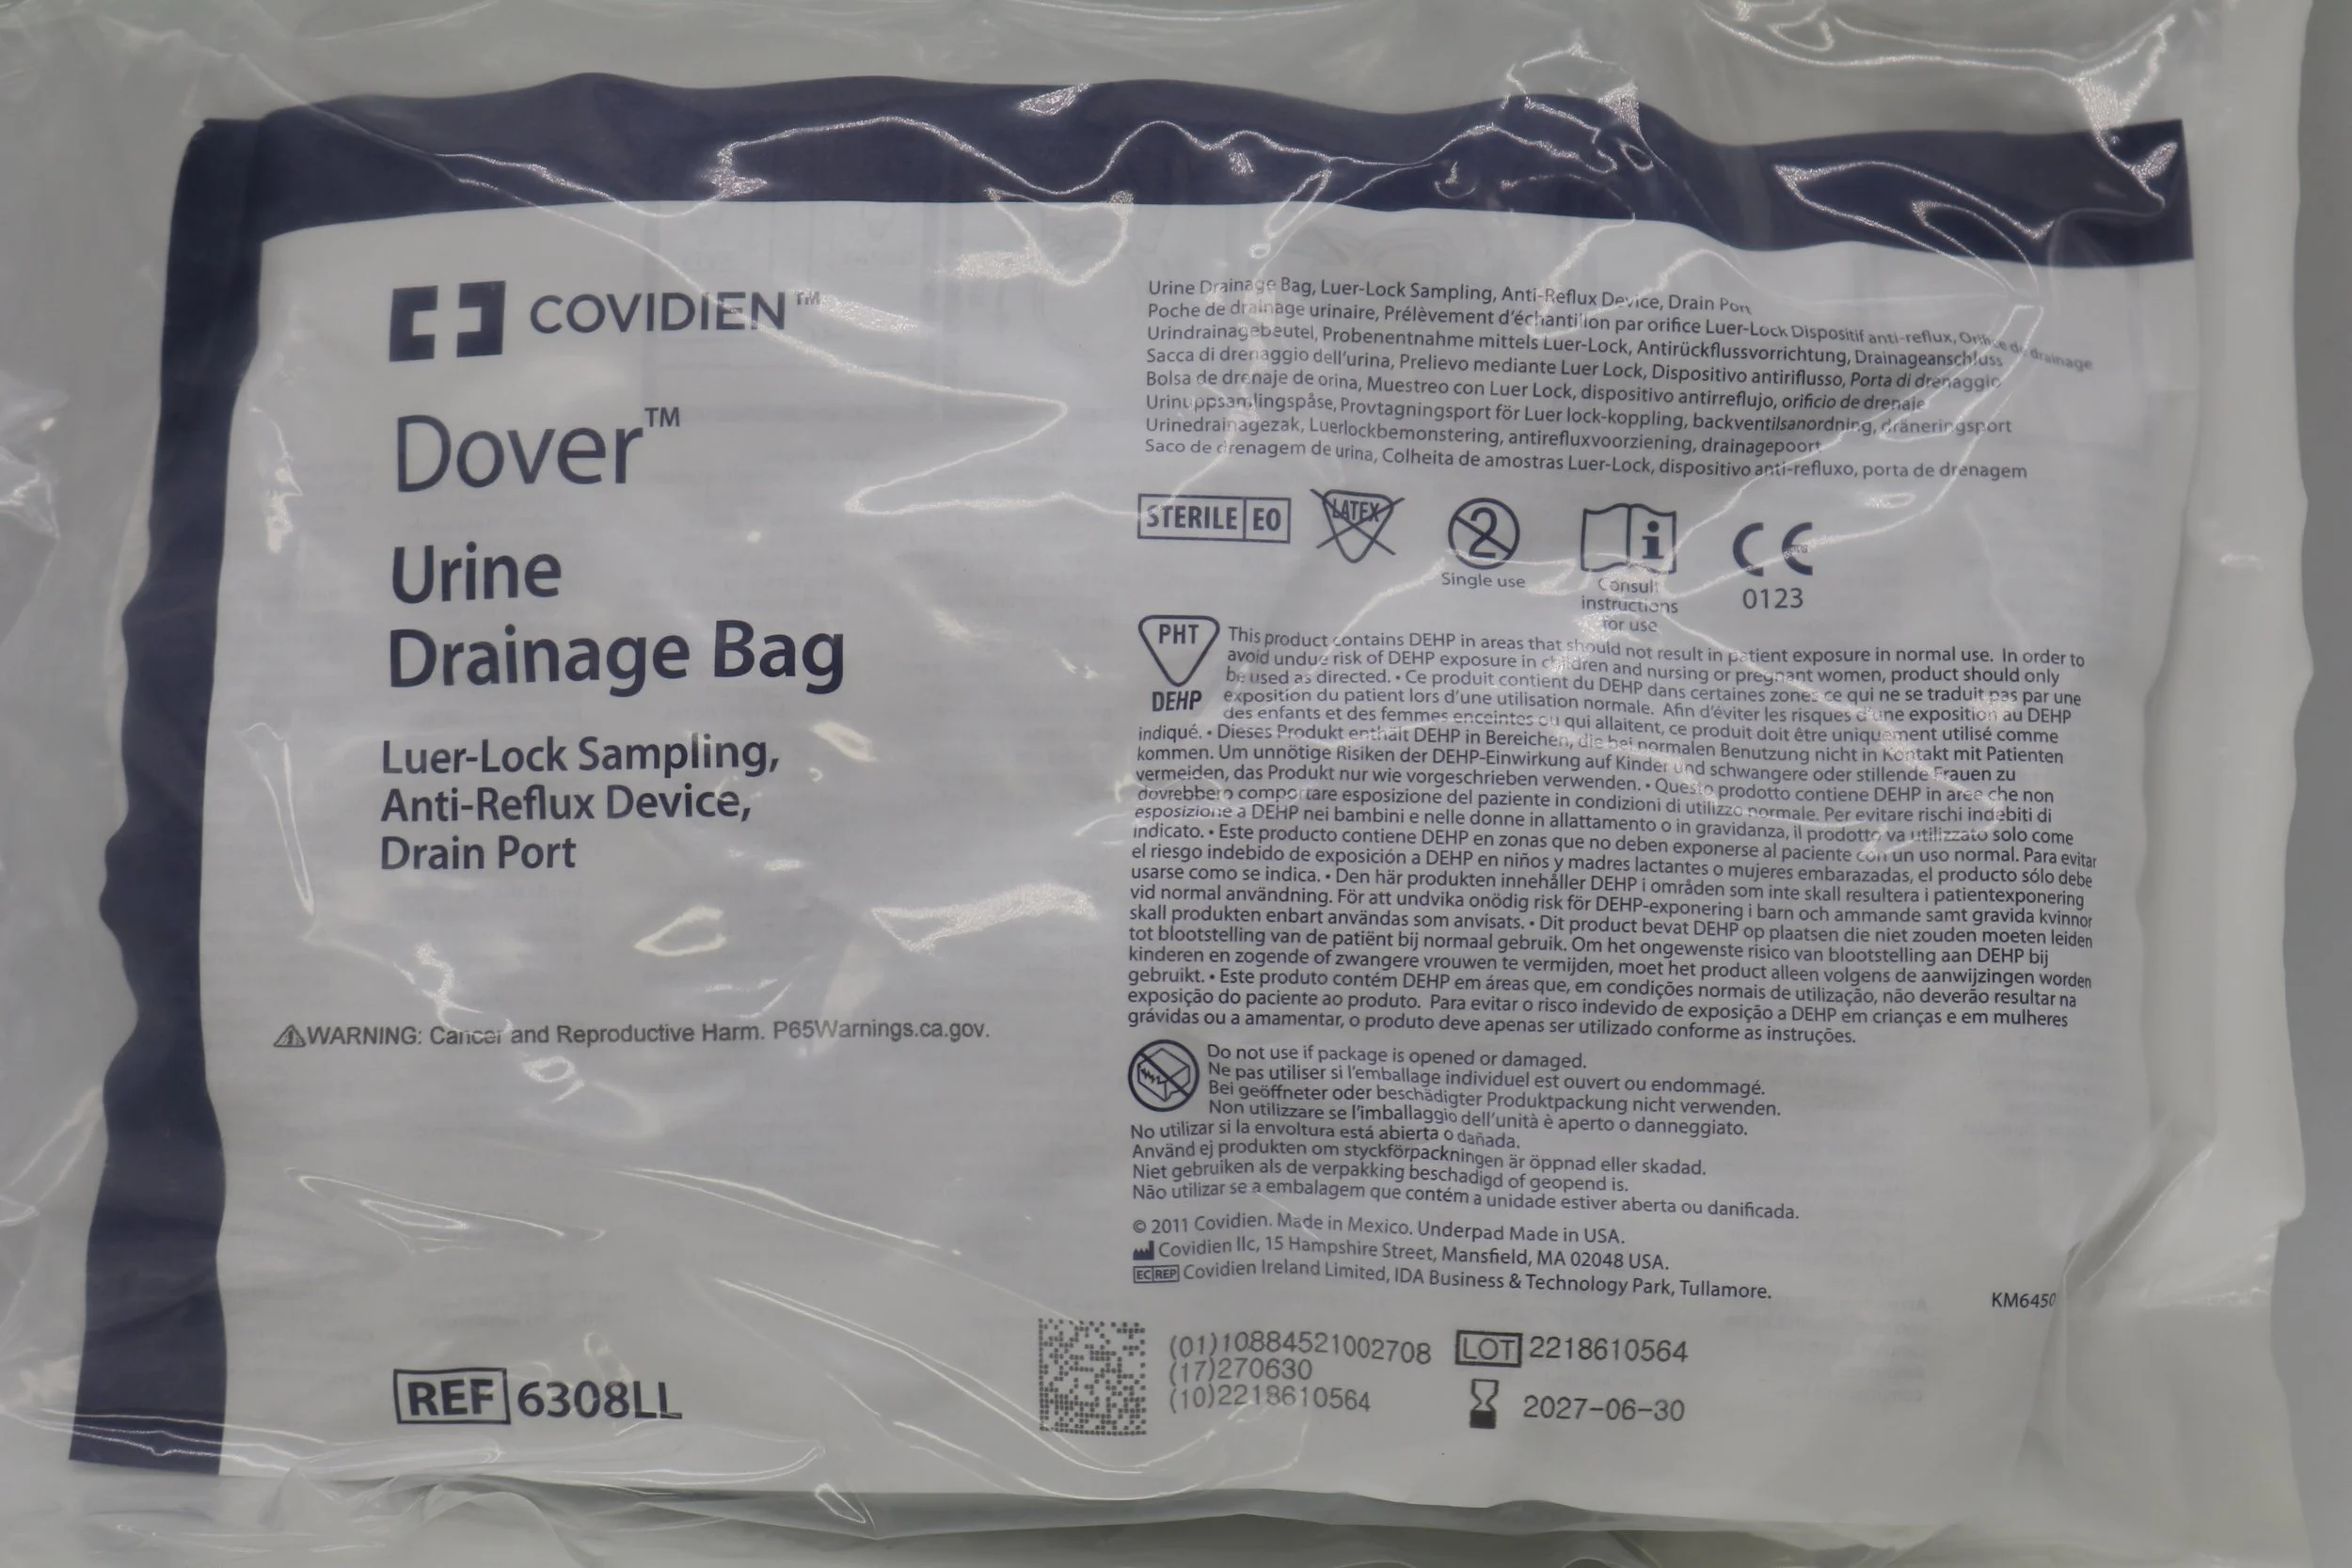 COVIDIEN™
Dover™
Urine
Drainage Bag
Luer-Lock Sampling,
Anti-Reflux Device,
Drain Port
⚠WARNING: Cancer and Reproductive Harm. P65Warnings.ca.gov.
REF 6308LL
Urine Drainage Bag, Luer-Lock Sampling, Anti-Reflux Device, Drain Port
Poche de drainage urinaire, Prélèvement d'échantillon par orifice Luer-Lock Dispositif anti-reflux, Orifice de drainage
Urindrainagebeutel, Probenentnahme mittels Luer-Lock, Antirückflussvorrichtung, Drainageanschluss
Sacca di drenaggio dell'urina, Prelievo mediante Luer Lock, Dispositivo antiriflusso, Porta di drenaggio
Bolsa de drenaje de orina, Muestreo con Luer Lock, dispositivo antirreflujo, orificio de drenaje
Urinuppsamlingspåse, Provtagningsport för Luer lock-koppling, backventilsanordning, dräneringsport
Urinedrainagezak, Luerlockbemonstering, antirefluxvoorziening, drainagepoort
Saco de drenagem de urina, Colheita de amostras Luer-Lock, dispositivo anti-refluxo, porta de drenagem
STERILE EO
LATEX
2
Single use
i
Consult
instructions
for use
CE
0123
PHT
DEHP
This product contains DEHP in areas that should not result in patient exposure in normal use. In order to
avoid undue risk of DEHP exposure in children and nursing or pregnant women, product should only
be used as directed. • Ce produit contient du DEHP dans certaines zones ce qui ne se traduit pas par une
exposition du patient lors d'une utilisation normale. Afin d'éviter les risques d'une exposition au DEHP
des enfants et des femmes enceintes ou qui allaitent, ce produit doit être uniquement utilisé comme
indiqué. • Dieses Produkt enthält DEHP in Bereichen, die bei normalen Benutzung nicht in Kontakt mit Patienten
kommen. Um unnötige Risiken der DEHP-Einwirkung auf Kinder und schwangere oder stillende Frauen zu
vermeiden, das Produkt nur wie vorgeschrieben verwenden. • Questo prodotto contiene DEHP in aree che non
dovrebbero comportare esposizione del paziente in condizioni di utilizzo normale. Per evitare rischi indebiti di
esposizione a DEHP nei bambini e nelle donne in allattamento o in gravidanza, il prodotto va utilizzato solo come
indicato. • Este producto contiene DEHP en zonas que no deben exponerse al paciente con un uso normal. Para evitar
el riesgo indebido de exposición a DEHP en niños y madres lactantes o mujeres embarazadas, el producto sólo debe
usarse como se indica. • Den här produkten innehåller DEHP i områden som inte skall resultera i patientexponering
vid normal användning. För att undvika onödig risk för DEHP-exponering i barn och ammande samt gravida kvinnor
skall produkten enbart användas som anvisats. • Dit product bevat DEHP op plaatsen die niet zouden moeten leiden
tot blootstelling van de patiënt bij normaal gebruik. Om het ongewenste risico van blootstelling aan DEHP bij
kinderen en zogende of zwangere vrouwen te vermijden, moet het product alleen volgens de aanwijzingen worden
gebruikt. • Este produto contém DEHP em áreas que, em condições normais de utilização, não deverão resultar na
exposição do paciente ao produto. Para evitar o risco indevido de exposição a DEHP em crianças e em mulheres
grávidas ou a amamentar, o produto deve apenas ser utilizado conforme as instruções.
Do not use if package is opened or damaged.
Ne pas utiliser si l'emballage individuel est ouvert ou endommagé.
Bei geöffneter oder beschädigter Produktpackung nicht verwenden.
Non utilizzare se l'imballaggio dell'unità è aperto o danneggiato.
No utilizar si la envoltura está abierta o dañada.
Använd ej produkten om styckförpackningen är öppnad eller skadad.
Niet gebruiken als de verpakking beschadigd of geopend is.
Não utilizar se a embalagem que contém a unidade estiver aberta ou danificada.
© 2011 Covidien. Made in Mexico. Underpad Made in USA.
Covidien llc, 15 Hampshire Street, Mansfield, MA 02048 USA.
EC REP Covidien Ireland Limited, IDA Business & Technology Park, Tullamore.
KM6450
(01)10884521002708
(17)270630
(10)2218610564
LOT 2218610564
2027-06-30